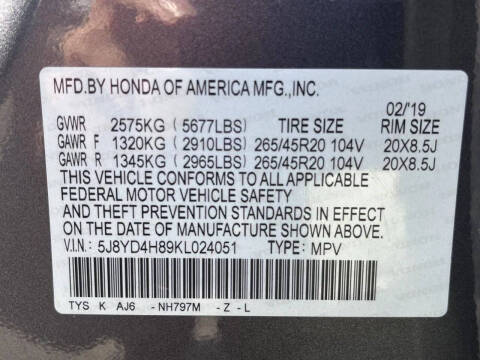 MFD.BY HONDA OF AMERICA MFG.,INC.
02/'19
GVWR 2575KG (5677LBS) TIRE SIZE RIM SIZE
GAWR F 1320KG (2910LBS) 265/45R20 104V 20X8.5J
GAWR R 1345KG (2965LBS) 265/45R20 104V 20X8.5J
THIS VEHICLE CONFORMS TO ALL APPLICABLE
FEDERAL MOTOR VEHICLE SAFETY
AND THEFT PREVENTION STANDARDS IN EFFECT
ON THE DATE OF MANUFACTURE SHOWN ABOVE.
V.I.N.: 5J8YD4H89KL024051 TYPE: MPV
TYS K AJ6 -NH797M -Z-L